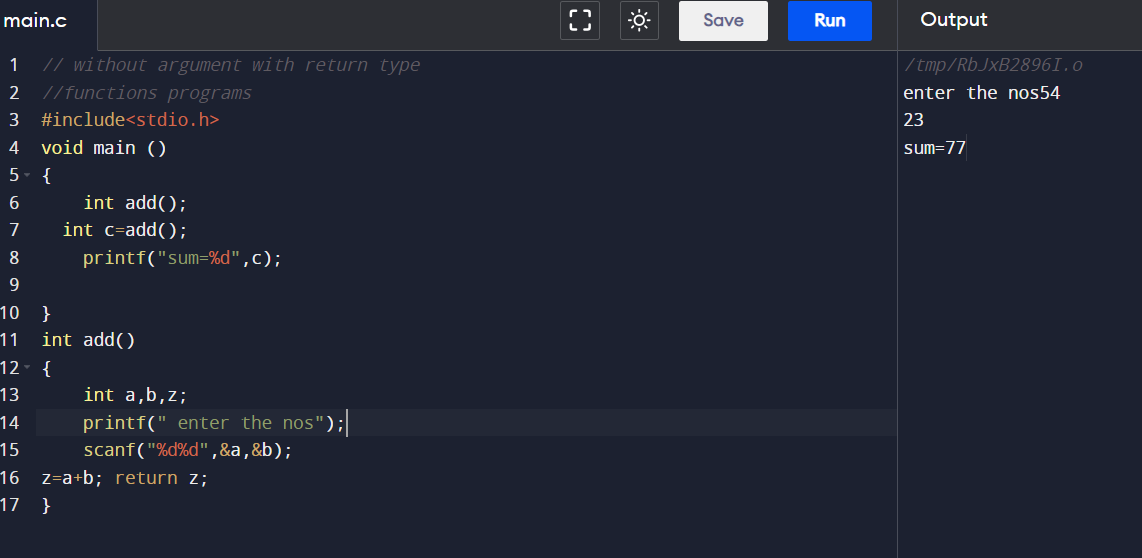 main.c
Save
Run
Output
1 // without argument with return type
2 //functions programs
3 #include<stdio.h>
4 void main ()
5 {
6     int add();
7   int c=add();
8     printf("sum=%d",c);
9
10 }
11 int add()
12 {
13     int a,b,z;
14     printf(" enter the nos");
15     scanf("%d%d",&a,&b);
16 z=a+b; return z;
17 }
/tmp/RbJxB2896I.o
enter the nos54
23
sum=77